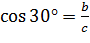 cos 30° = b/c